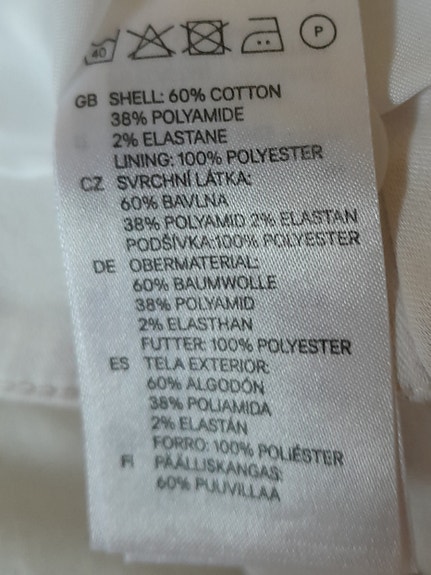 40 P
GB SHELL: 60% COTTON
38% POLYAMIDE
2% ELASTANE
LINING: 100% POLYESTER
CZ SVRCHNÍ LÁTKA:
60% BAVLNA
38% POLYAMID 2% ELASTAN
PODŠÍVKA:100% POLYESTER
DE OBERMATERIAL:
60% BAUMWOLLE
38% POLYAMID
2% ELASTHAN
FUTTER: 100% POLYESTER
ES TELA EXTERIOR:
60% ALGODÓN
38% POLIAMIDA
2% ELASTÁN
FORRO: 100% POLIÉSTER
FI PÄÄLLISKANGAS:
60% PUUVILLAA